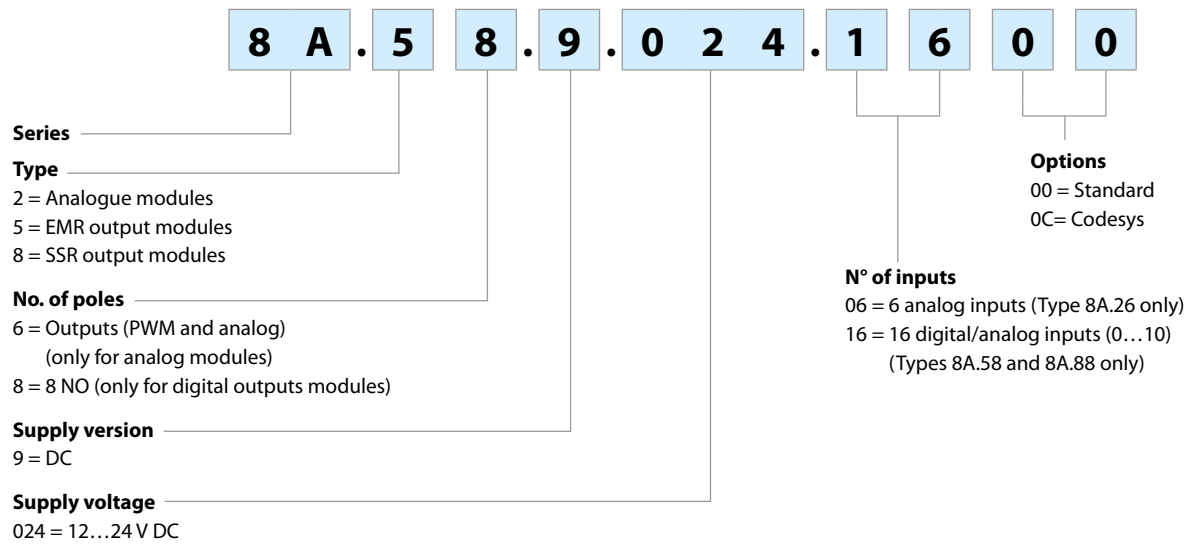 8 A . 5 8 . 9 . 0 2 4 . 1 6 0 0
Series
Type
2 = Analogue modules
5 = EMR output modules
8 = SSR output modules
No. of poles
6 = Outputs (PWM and analog)
(only for analog modules)
8 = 8 NO (only for digital outputs modules)
Supply version
9 = DC
Supply voltage
024 = 12…24 V DC
Options
00 = Standard
0C= Codesys
N° of inputs
06 = 6 analog inputs (Type 8A.26 only)
16 = 16 digital/analog inputs (0…10)
(Types 8A.58 and 8A.88 only)